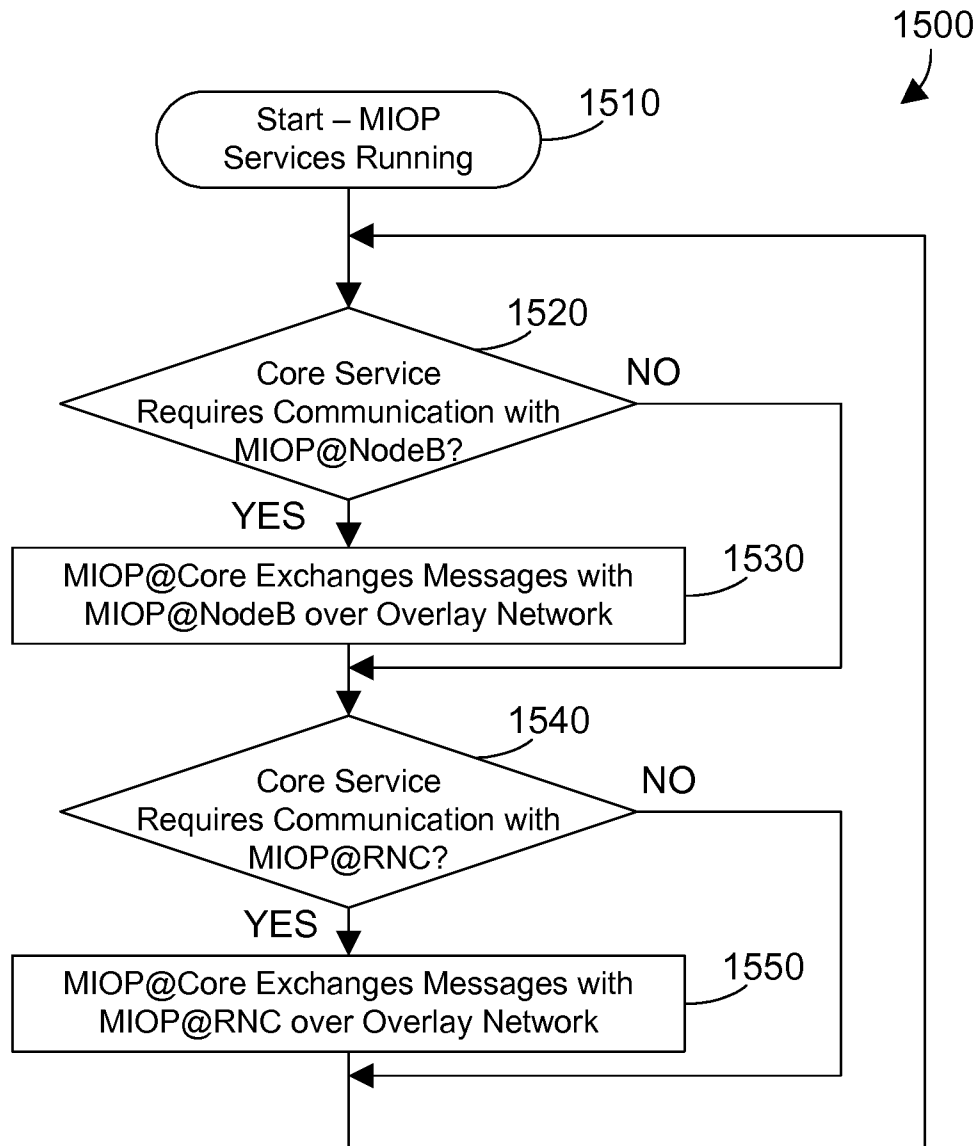 1500
Start – MIOP
Services Running
1510
1520
Core Service
Requires Communication with
MIOP@NodeB?
NO
YES
MIOP@Core Exchanges Messages with
MIOP@NodeB over Overlay Network
1530
1540
Core Service
Requires Communication with
MIOP@RNC?
NO
YES
MIOP@Core Exchanges Messages with
MIOP@RNC over Overlay Network
1550